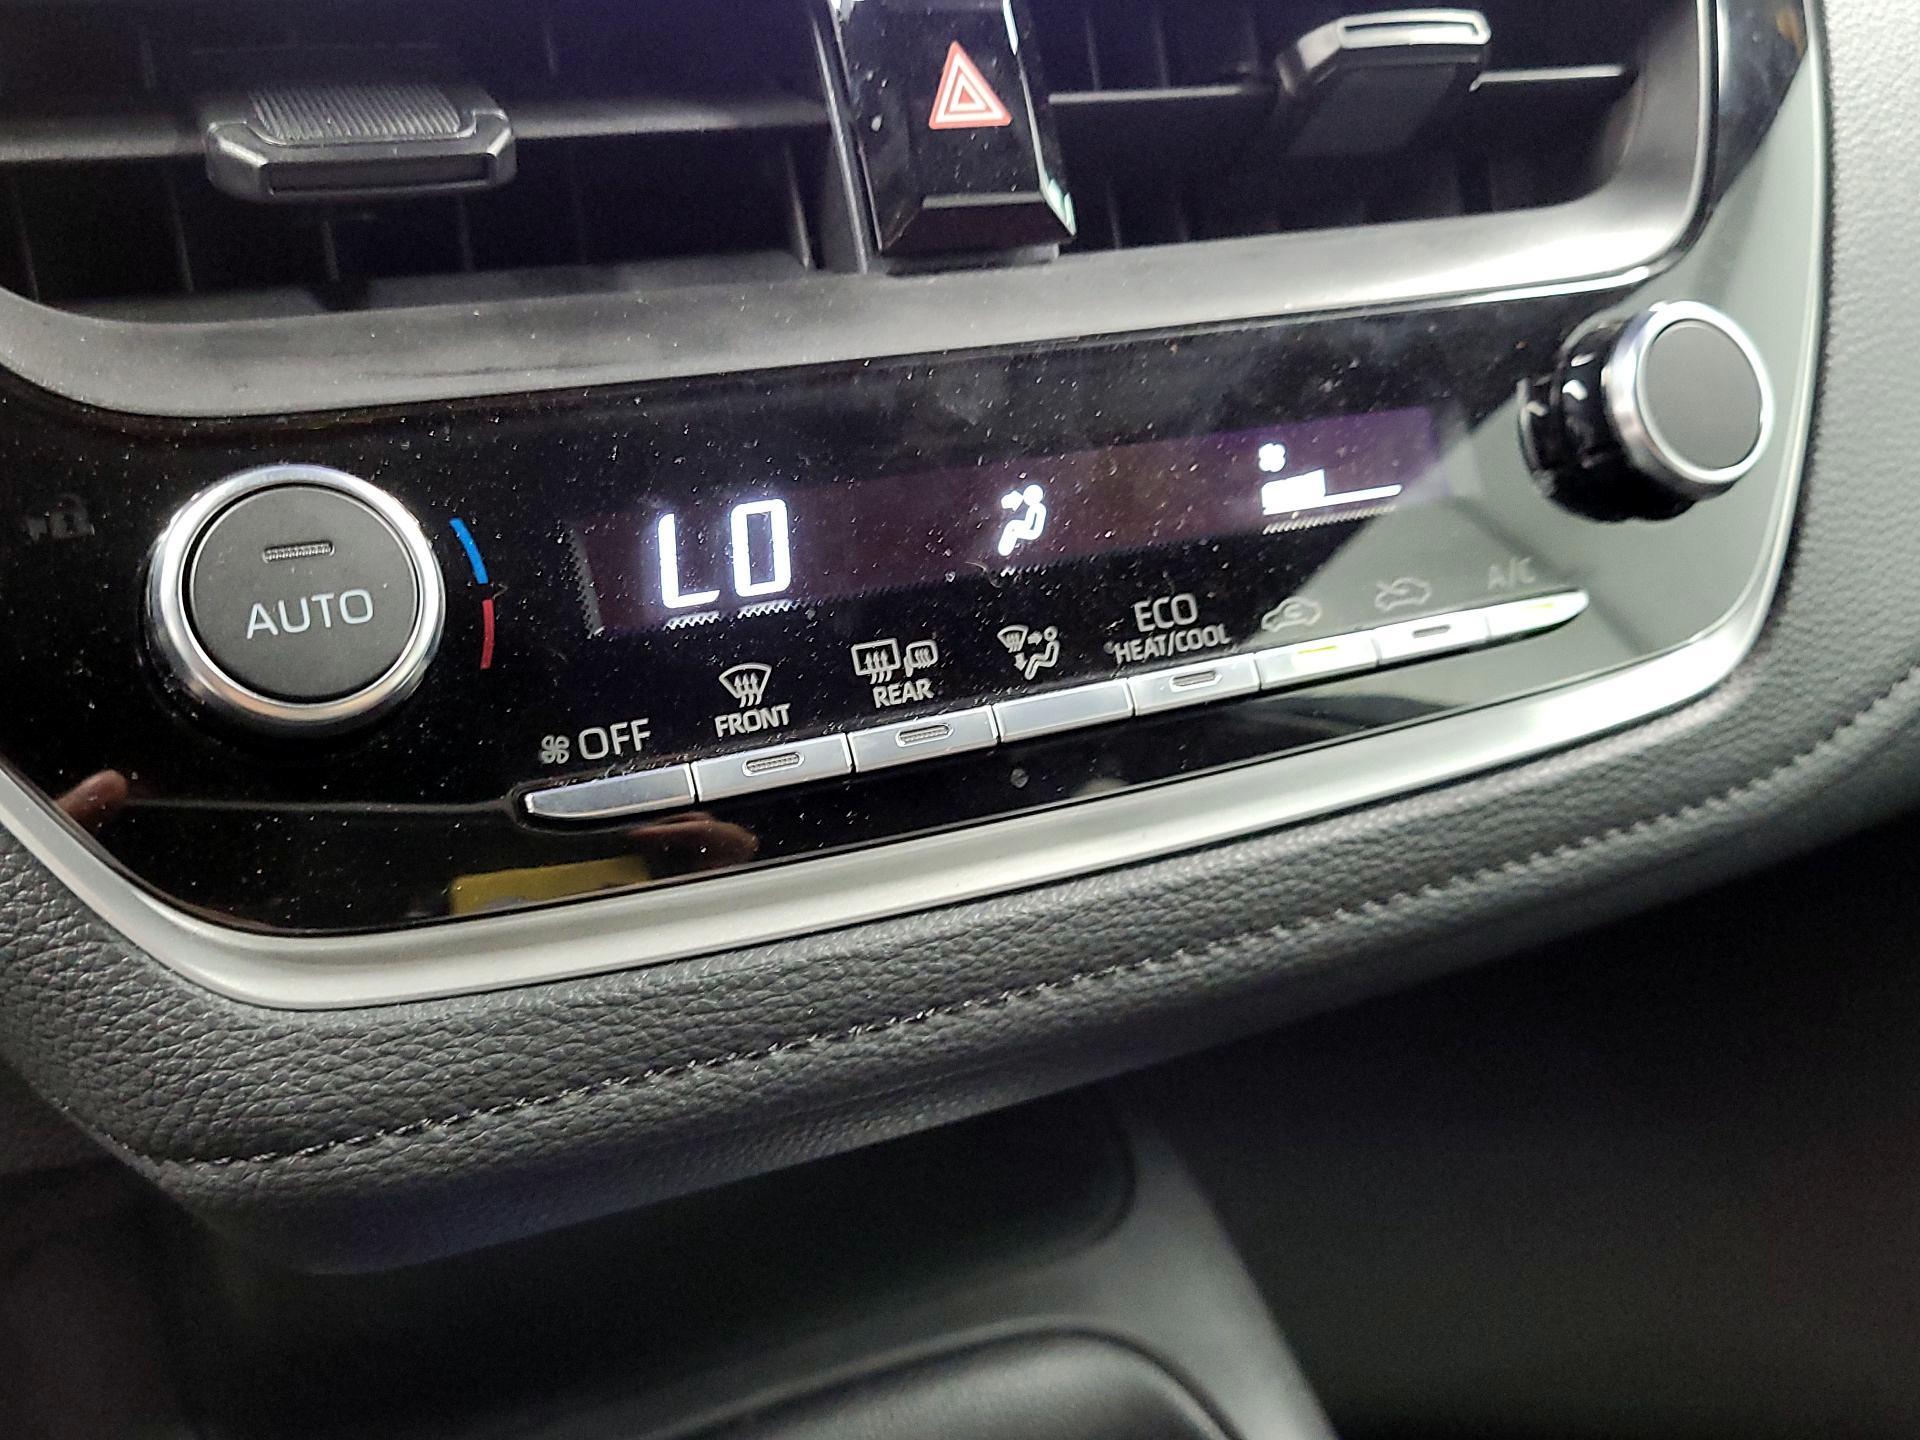 LO
AUTO
OFF
FRONT
REAR
ECO
HEAT/COOL
A/C